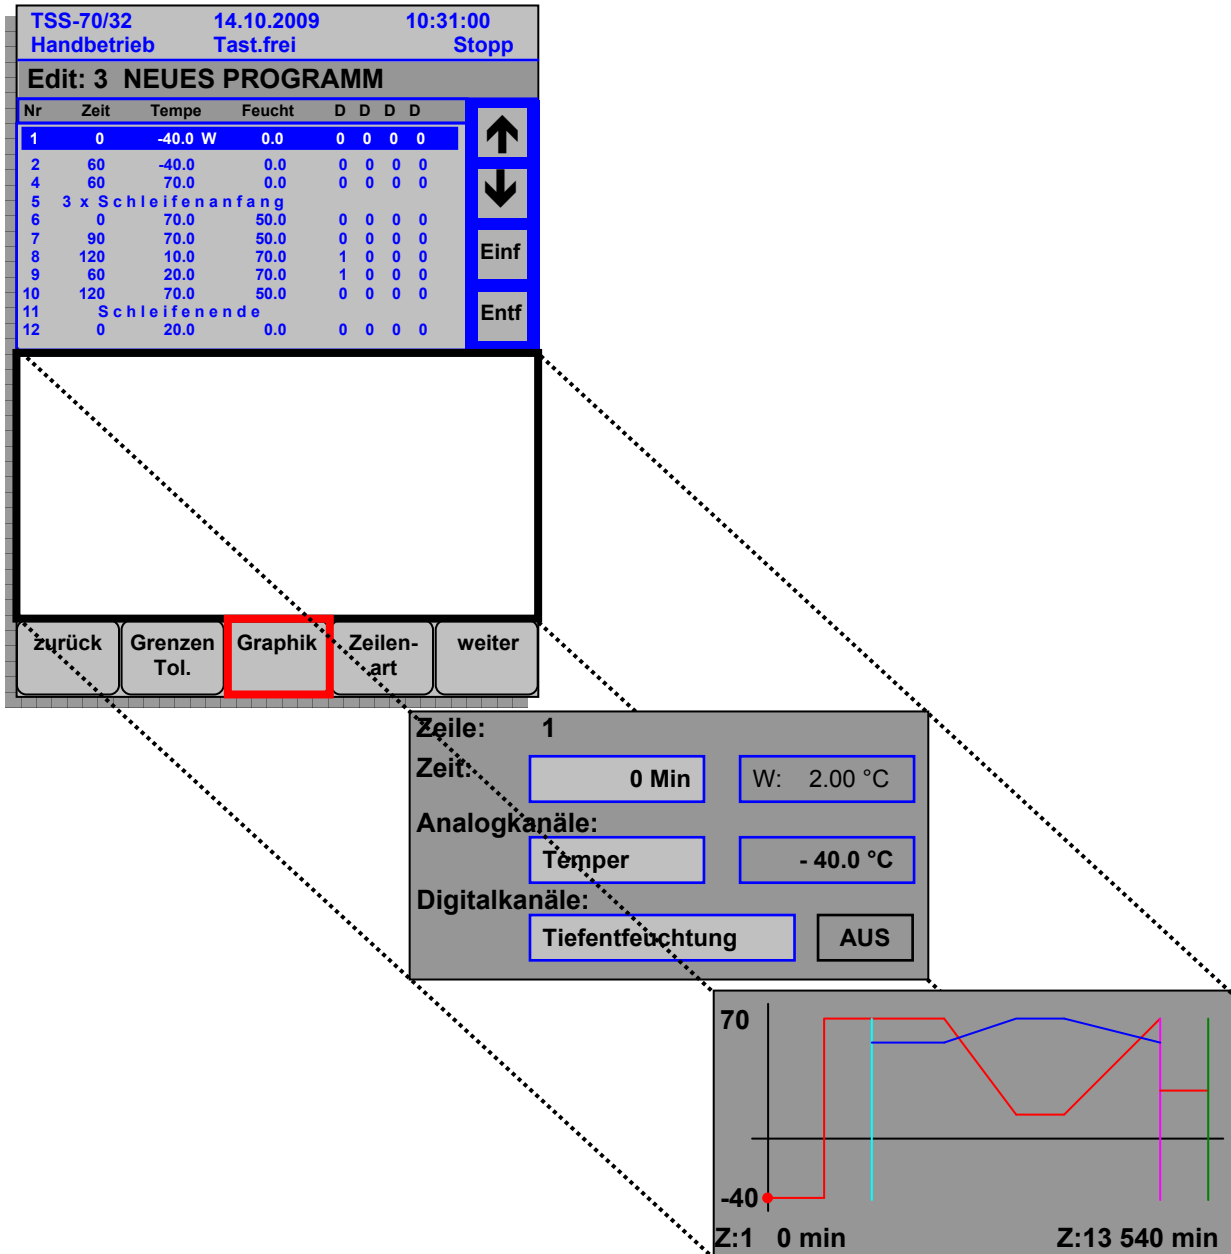 TSS-70/32 14.10.2009 10:31:00
Handbetrieb Tast.frei Stopp
Edit: 3 NEUES PROGRAMM
Nr Zeit Tempe Feucht D D D D
1 0 -40.0 W 0.0 0 0 0 0
2 60 -40.0 0.0 0 0 0 0
4 60 70.0 0.0 0 0 0 0
5 3 x Schleifenanfang
6 0 70.0 50.0 0 0 0 0
7 90 70.0 50.0 0 0 0 0
8 120 10.0 70.0 1 0 0 0
9 60 20.0 70.0 1 0 0 0
10 120 70.0 50.0 0 0 0 0
11 Schleifenende
12 0 20.0 0.0 0 0 0 0
Einf
Entf
zurück Grenzen Tol. Graphik Zeilen-art weiter
Zeile: 1
Zeit: 0 Min W: 2.00 °C
Analogkanäle:
Temper - 40.0 °C
Digitalkanäle:
Tiefentfeuchtung AUS
70
-40
Z:1 0 min Z:13 540 min